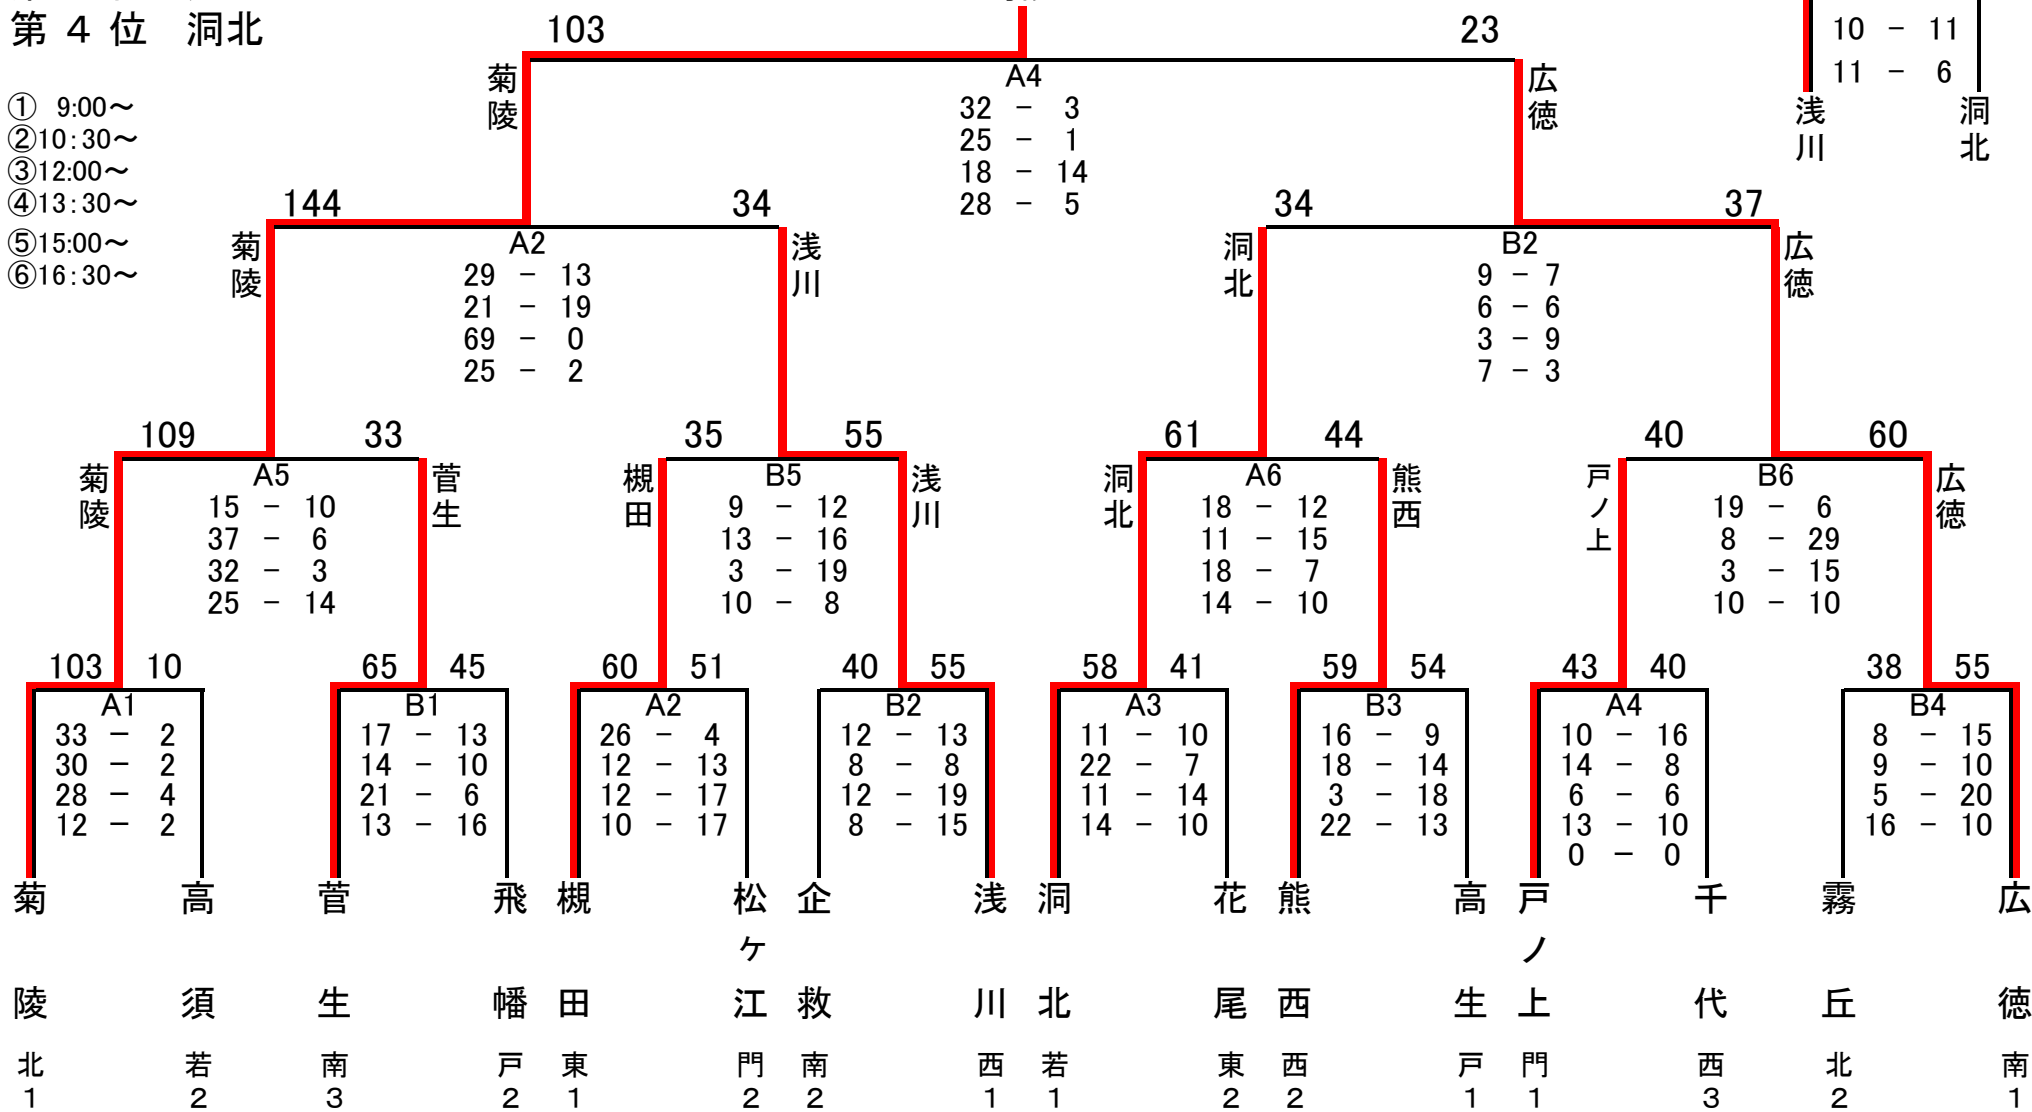 第 4 位 洞北
103
23
10 － 11
11 － 6
浅川
洞北
菊陵
A4
広徳
32 － 3
25 － 1
18 － 14
28 － 5
① 9:00～
②10:30～
③12:00～
④13:30～
⑤15:00～
⑥16:30～
144
34
34
37
菊陵
A2
浅川
洞北
B2
広徳
29 － 13
21 － 19
69 － 0
25 － 2
9 － 7
6 － 6
3 － 9
7 － 3
109
33
35
55
61
44
40
60
菊陵
A5
菅生
15 － 10
37 － 6
32 － 3
25 － 14
槻田
B5
浅川
9 － 12
13 － 16
3 － 19
10 － 8
洞北
A6
熊西
18 － 12
11 － 15
18 － 7
14 － 10
戸ノ上
B6
広徳
19 － 6
8 － 29
3 － 15
10 － 10
103 10
A1
33 － 2
30 － 2
28 － 4
12 － 2
65 45
B1
17 － 13
14 － 10
21 － 6
13 － 16
60 51
A2
26 － 4
12 － 13
12 － 17
10 － 17
40 55
B2
12 － 13
8 － 8
12 － 19
8 － 15
58 41
A3
11 － 10
22 － 7
11 － 14
14 － 10
59 54
B3
16 － 9
18 － 14
3 － 18
22 － 13
43 40
A4
10 － 16
14 － 8
6 － 6
13 － 10
0 － 0
38 55
B4
8 － 15
9 － 10
5 － 20
16 － 10
菊陵 北1
高須 若2
菅生 南3
飛幡 戸2
槻田 東1
松ヶ江 門2
企救 南2
浅川 西1
洞北 若1
花尾 東2
熊西 西2
高生 戸1
戸ノ上 門1
千代 西3
霧丘 北2
広徳 南1